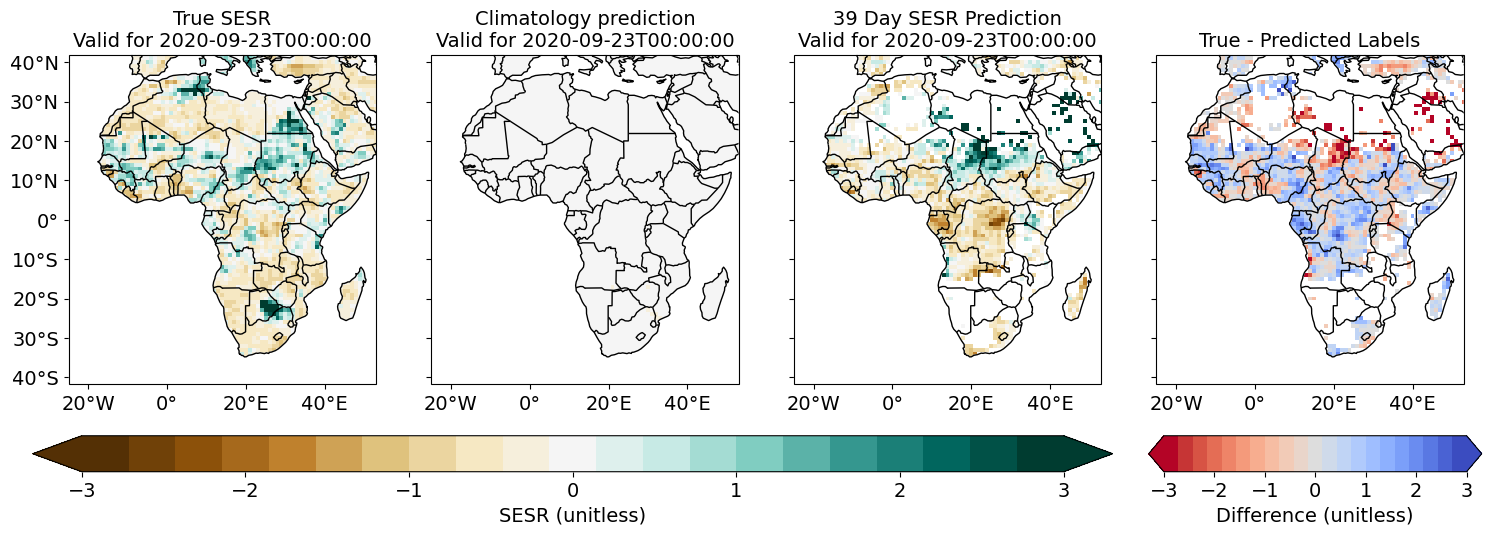 True SESR
Valid for 2020-09-23T00:00:00
Climatology prediction
Valid for 2020-09-23T00:00:00
39 Day SESR Prediction
Valid for 2020-09-23T00:00:00
True - Predicted Labels
40°N
30°N
20°N
10°N
0°
10°S
20°S
30°S
40°S
20°W 0° 20°E 40°E
20°W 0° 20°E 40°E
20°W 0° 20°E 40°E
20°W 0° 20°E 40°E
−3 −2 −1 0 1 2 3
SESR (unitless)
−3 −2 −1 0 1 2 3
Difference (unitless)